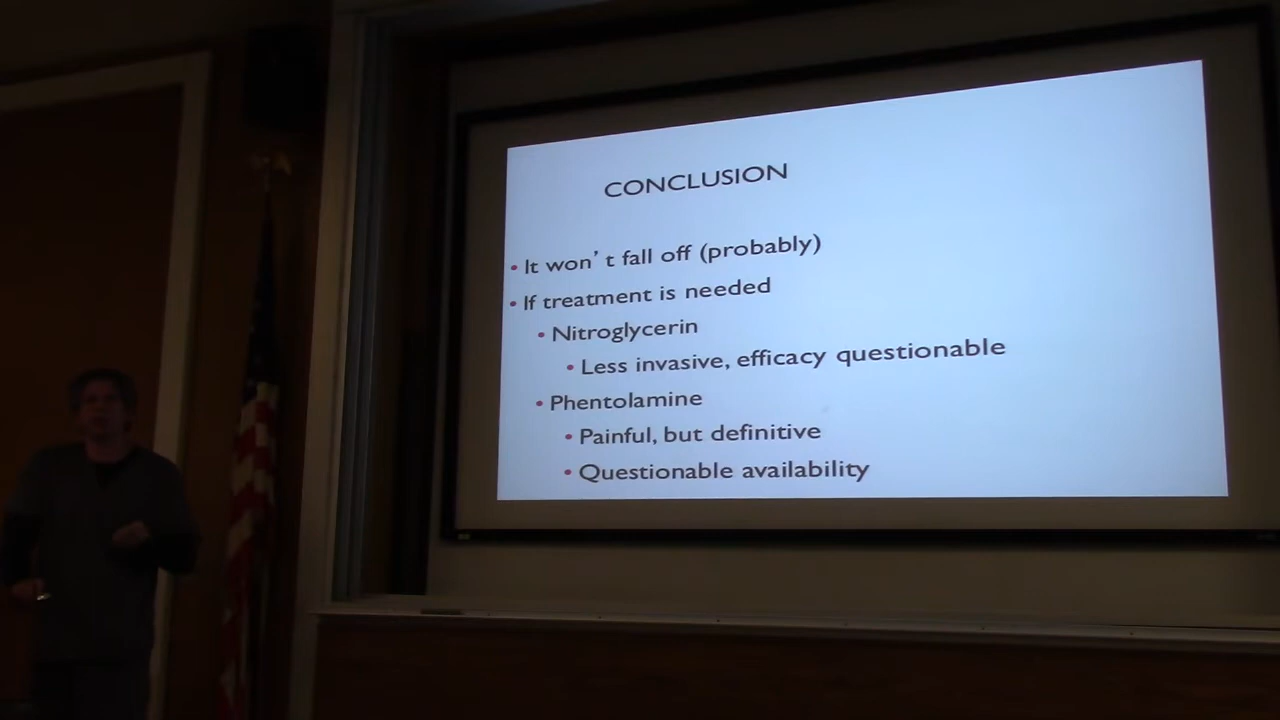 CONCLUSION
• It won’t fall off (probably)
• If treatment is needed
• Nitroglycerin
• Less invasive, efficacy questionable
• Phentolamine
• Painful, but definitive
• Questionable availability